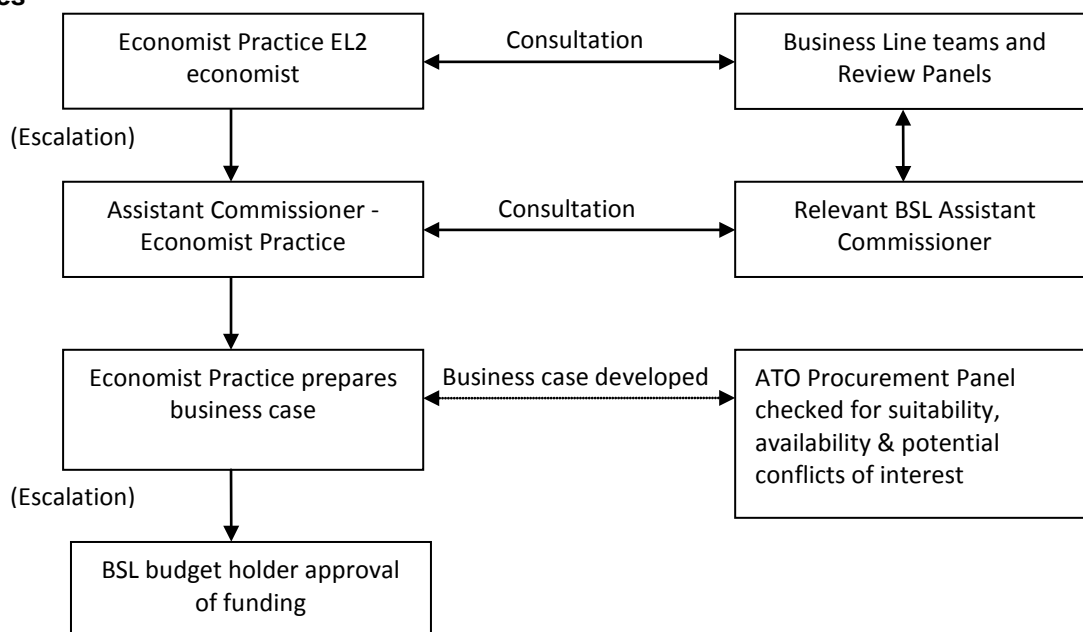 Economist Practice EL2
economist
Consultation
Business Line teams and
Review Panels
(Escalation)
Assistant Commissioner -
Economist Practice
Consultation
Relevant BSL Assistant
Commissioner
Economist Practice prepares
business case
Business case developed
ATO Procurement Panel
checked for suitability,
availability & potential
conflicts of interest
(Escalation)
BSL budget holder approval
of funding